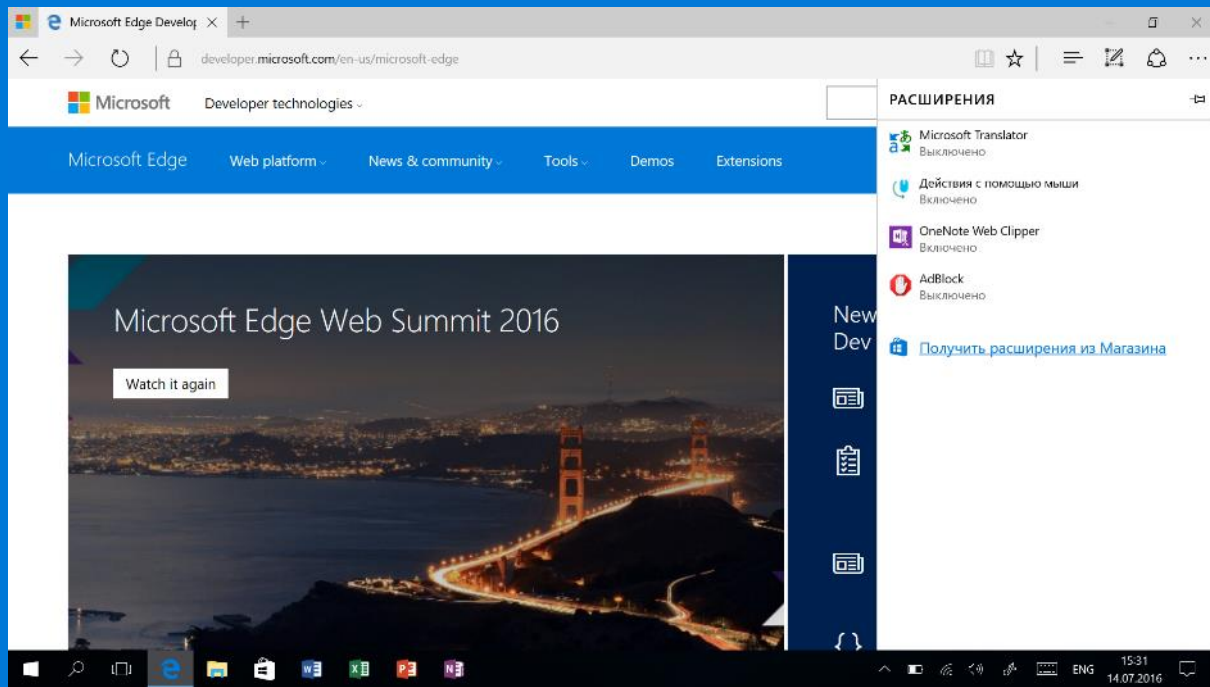 Microsoft Edge Develop
developer.microsoft.com/en-us/microsoft-edge
Microsoft Developer technologies
Microsoft Edge Web platform News & community Tools Demos Extensions
Microsoft Edge Web Summit 2016
Watch it again
New
Dev
РАСШИРЕНИЯ
Microsoft Translator
Выключено
Действия с помощью мыши
Включено
OneNote Web Clipper
Включено
AdBlock
Выключено
Получить расширения из Магазина
ENG
15:31
14.07.2016